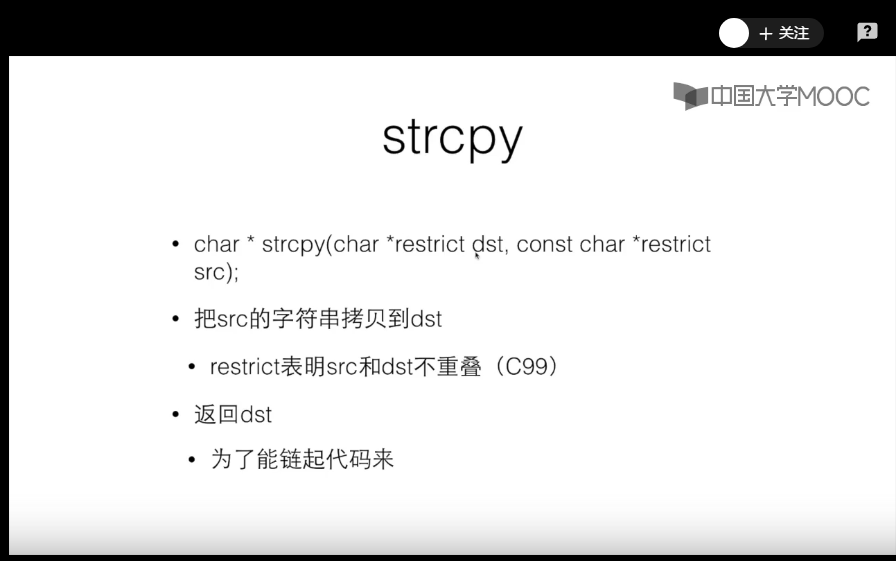 + 关注
?
中国大学MOOC
strcpy
• char * strcpy(char *restrict dst, const char *restrict
src);
• 把src的字符串拷贝到dst
• restrict表明src和dst不重叠（C99）
• 返回dst
• 为了能链起代码来